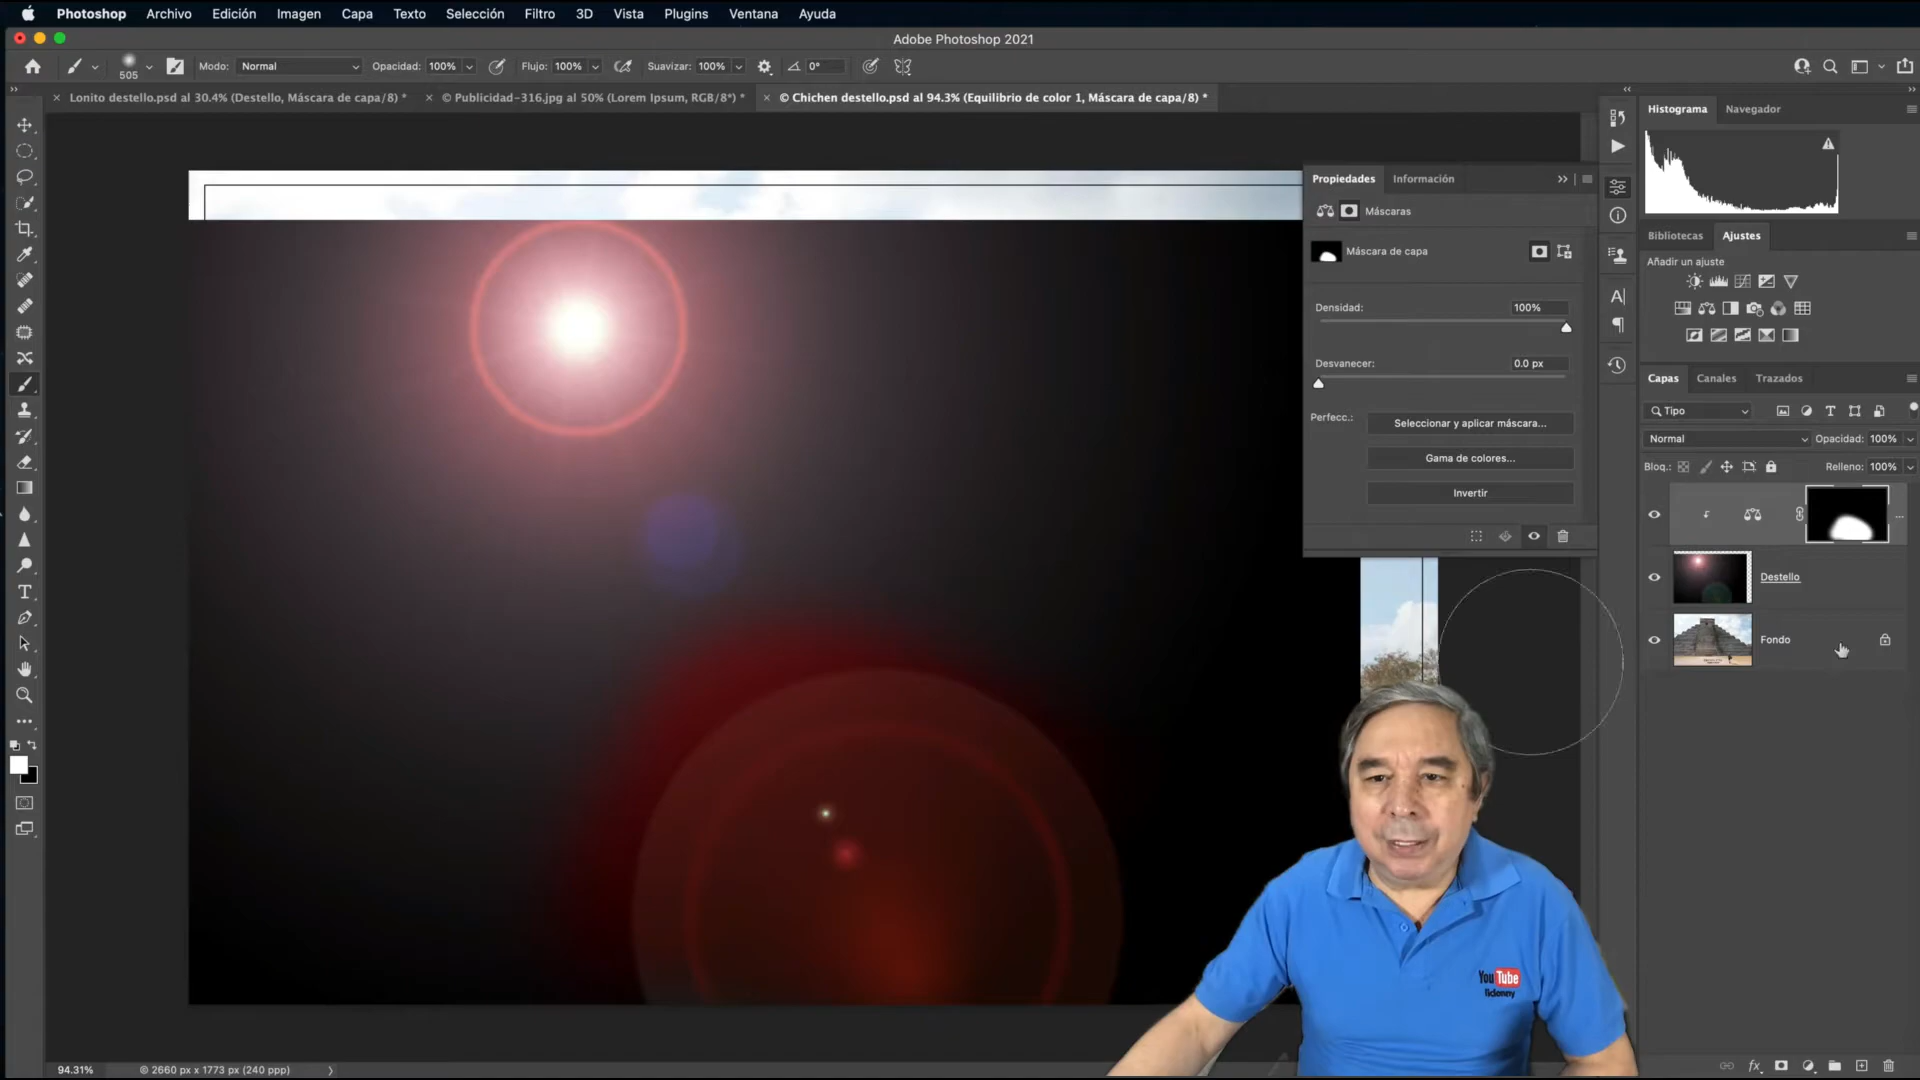 Photoshop Archivo Edición Imagen Capa Texto Selección Filtro 3D Vista Plugins Ventana Ayuda
Adobe Photoshop 2021
505 Modo: Normal Opacidad: 100% Flujo: 100% Suavizar: 100% 0°
Lonito destello.psd al 30.4% (Destello, Máscara de capa/8) * © Publicidad-316.jpg al 50% (Lorem Ipsum, RGB/8*) * © Chichen destello.psd al 94.3% (Equilibrio de color 1, Máscara de capa/8) *
Histograma Navegador
Propiedades Información
Máscaras
Máscara de capa
Densidad: 100%
Desvanecer: 0.0 px
Perfecc.: Seleccionar y aplicar máscara...
Gama de colores...
Invertir
Bibliotecas Ajustes
Añadir un ajuste
Capas Canales Trazados
Tipo
Normal Opacidad: 100%
Bloq.: Relleno: 100%
...
Destello
Fondo
You Tube
94.31% © 2660 px x 1773 px (240 ppp)